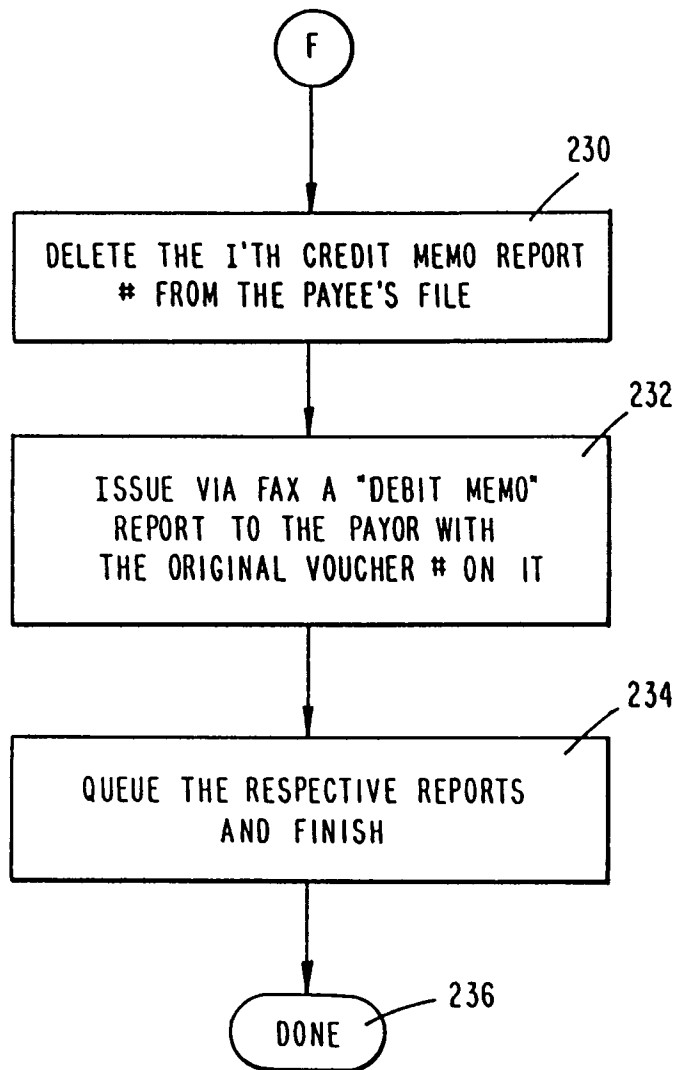 F
230
DELETE THE I'TH CREDIT MEMO REPORT
# FROM THE PAYEE'S FILE
232
ISSUE VIA FAX A "DEBIT MEMO"
REPORT TO THE PAYOR WITH
THE ORIGINAL VOUCHER # ON IT
234
QUEUE THE RESPECTIVE REPORTS
AND FINISH
236
DONE